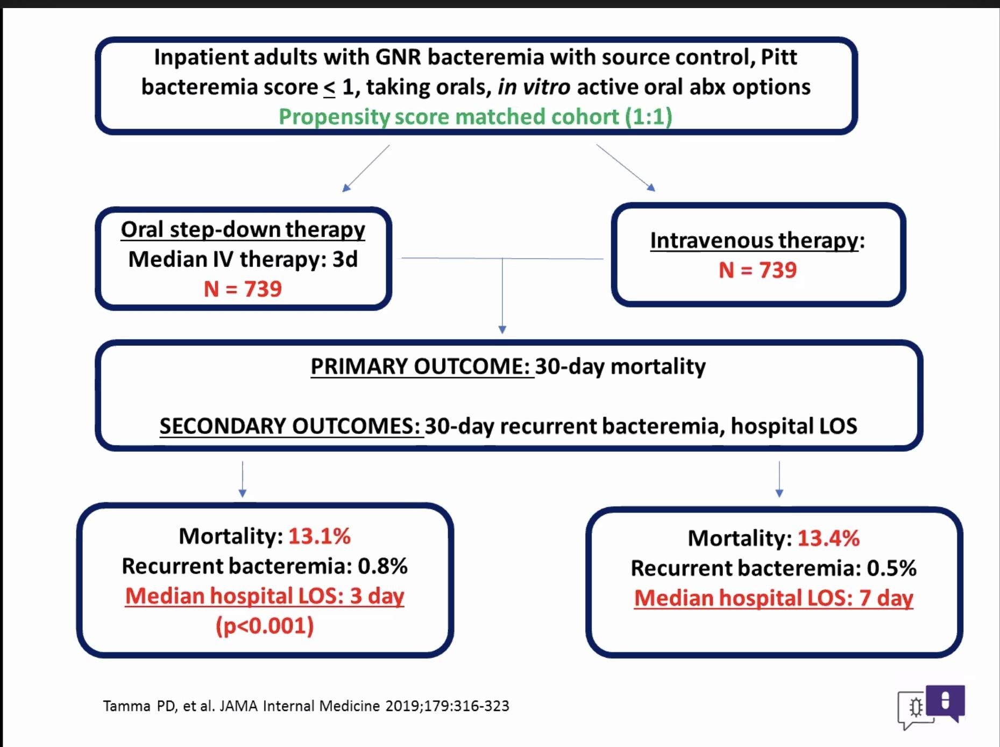 Inpatient adults with GNR bacteremia with source control, Pitt
bacteremia score ≤ 1, taking orals, in vitro active oral abx options
Propensity score matched cohort (1:1)
Oral step-down therapy
Median IV therapy: 3d
N = 739
Intravenous therapy:
N = 739
PRIMARY OUTCOME: 30-day mortality
SECONDARY OUTCOMES: 30-day recurrent bacteremia, hospital LOS
Mortality: 13.1%
Recurrent bacteremia: 0.8%
Median hospital LOS: 3 day
(p<0.001)
Mortality: 13.4%
Recurrent bacteremia: 0.5%
Median hospital LOS: 7 day
Tamma PD, et al. JAMA Internal Medicine 2019;179:316-323